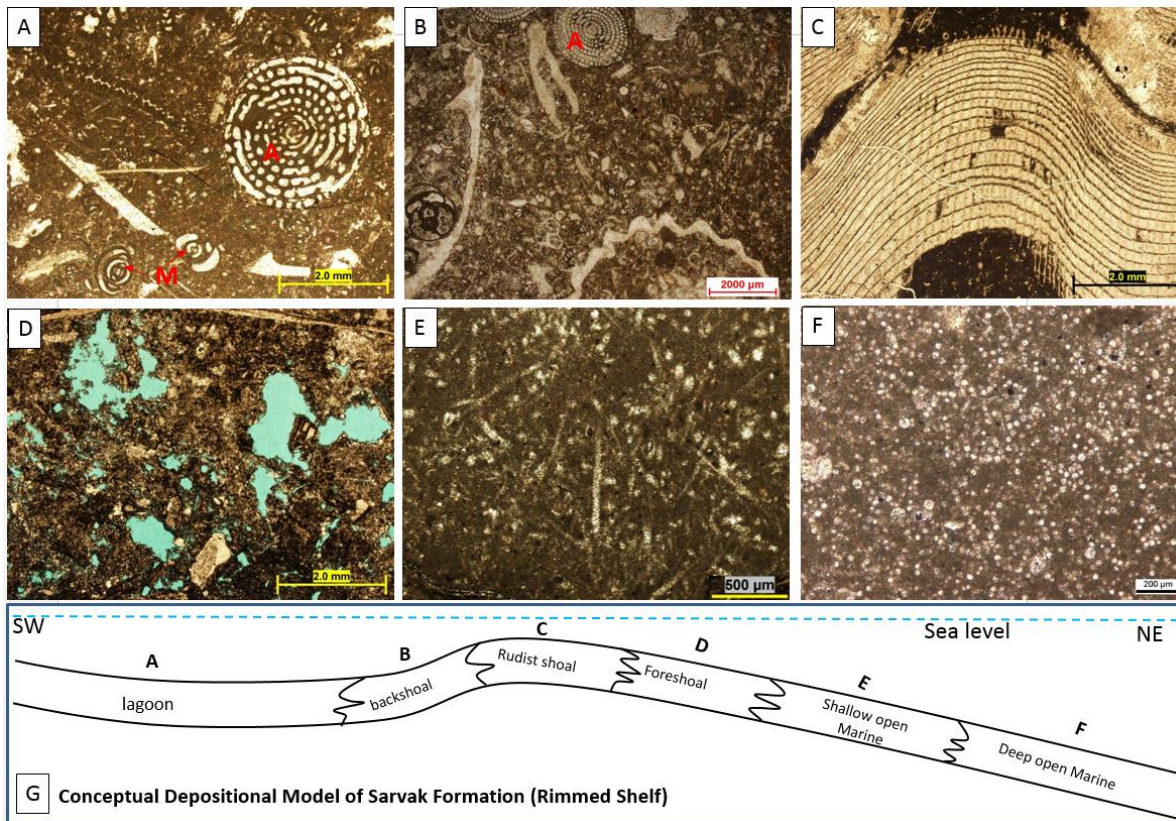 A
A
M
2.0 mm
B
A
2000 µm
C
2.0 mm
D
2.0 mm
E
500 µm
F
200 µm
SW
Sea level
NE
A
B
C
D
E
F
lagoon
backshoal
Rudist shoal
Foreshoal
Shallow open
Marine
Deep open Marine
G Conceptual Depositional Model of Sarvak Formation (Rimmed Shelf)